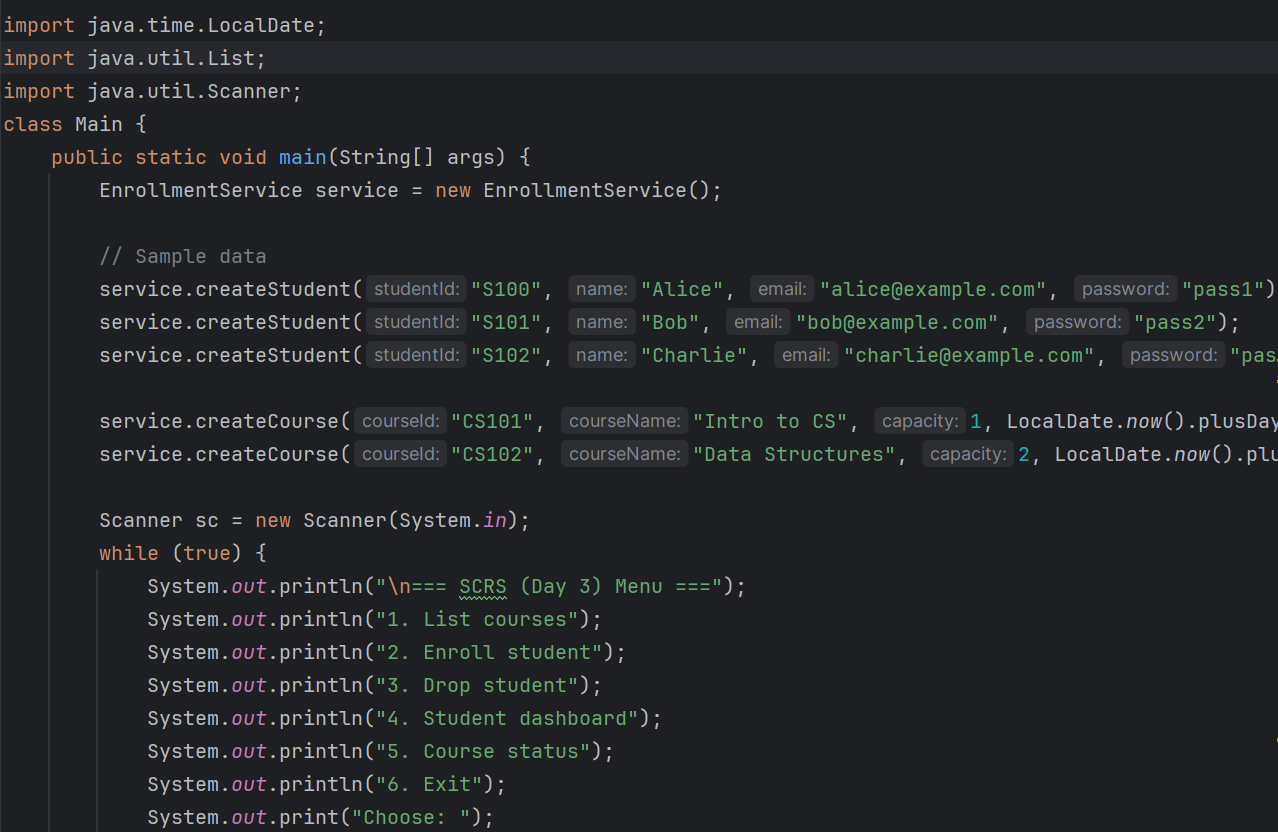 import java.time.LocalDate;
import java.util.List;
import java.util.Scanner;
class Main {
    public static void main(String[] args) {
        EnrollmentService service = new EnrollmentService();

        // Sample data
        service.createStudent( studentId: "S100", name: "Alice", email: "alice@example.com", password: "pass1")
        service.createStudent( studentId: "S101", name: "Bob", email: "bob@example.com", password: "pass2");
        service.createStudent( studentId: "S102", name: "Charlie", email: "charlie@example.com", password: "pas

        service.createCourse( courseId: "CS101", courseName: "Intro to CS", capacity: 1, LocalDate.now().plusDay
        service.createCourse( courseId: "CS102", courseName: "Data Structures", capacity: 2, LocalDate.now().plu

        Scanner sc = new Scanner(System.in);
        while (true) {
            System.out.println("\n=== SCRS (Day 3) Menu ===");
            System.out.println("1. List courses");
            System.out.println("2. Enroll student");
            System.out.println("3. Drop student");
            System.out.println("4. Student dashboard");
            System.out.println("5. Course status");
            System.out.println("6. Exit");
            System.out.print("Choose: ");